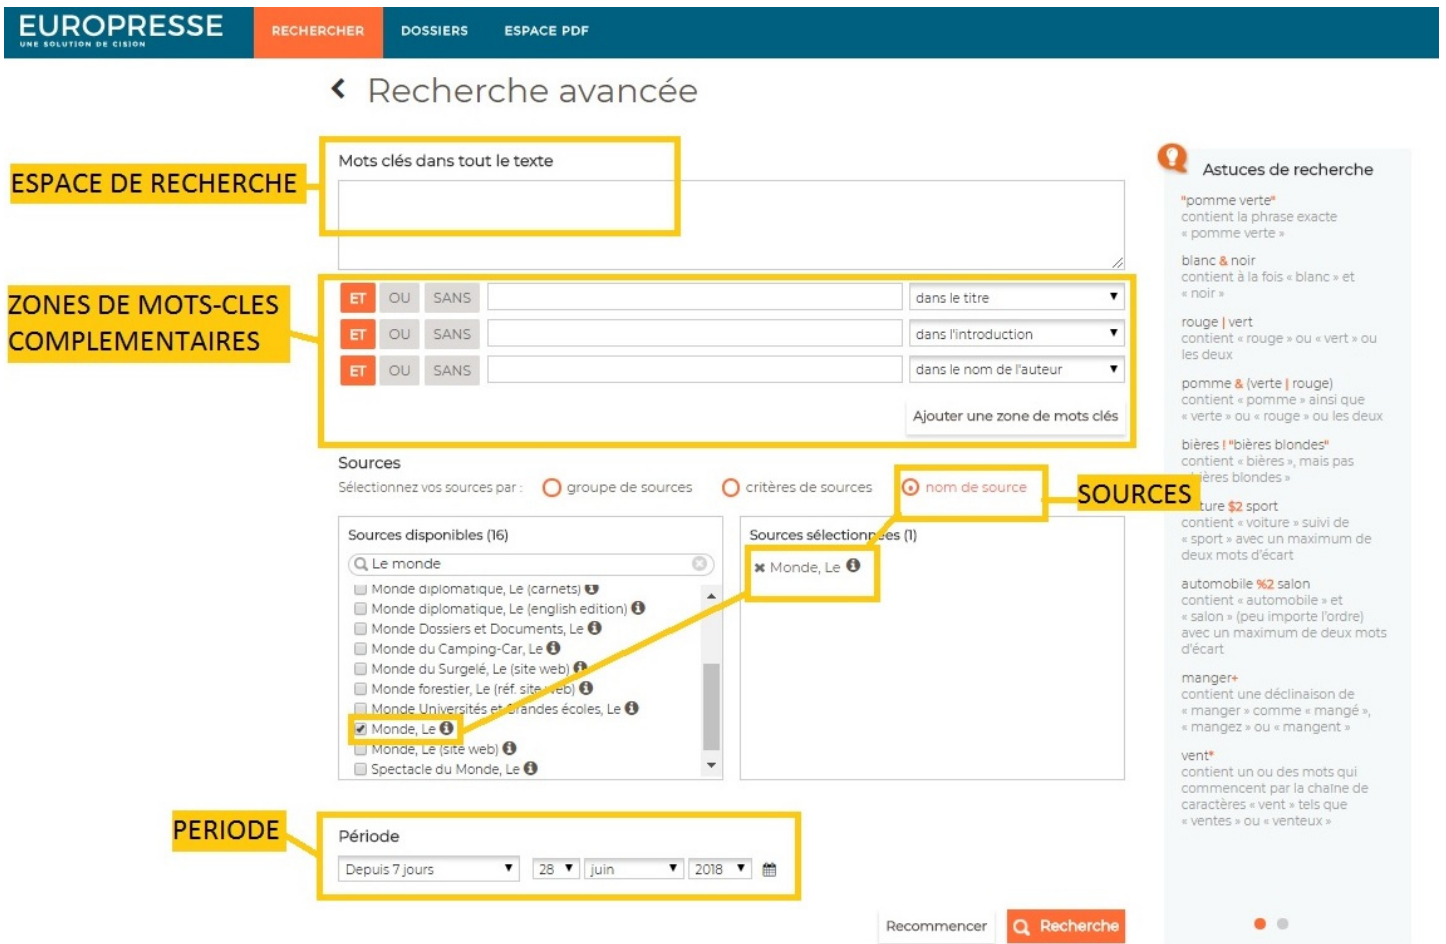 EUROPRESSE
UNE SOLUTION DE CISION
RECHERCHER
DOSSIERS
ESPACE PDF
Recherche avancée
ESPACE DE RECHERCHE
Mots clés dans tout le texte
ZONES DE MOTS-CLES
COMPLEMENTAIRES
ET OU SANS dans le titre
ET OU SANS dans l'introduction
ET OU SANS dans le nom de l'auteur
Ajouter une zone de mots clés
Sources
Sélectionnez vos sources par : groupe de sources critères de sources nom de source
SOURCES
Sources disponibles (16)
Le monde
Monde diplomatique, Le (carnets)
Monde diplomatique, Le (english edition)
Monde Dossiers et Documents, Le
Monde du Camping-Car, Le
Monde du Surgelé, Le (site web)
Monde forestier, Le (réf. site web)
Monde Universités et Grandes écoles, Le
Monde, Le
Monde, Le (site web)
Spectacle du Monde, Le
Sources sélectionnées (1)
Monde, Le
PERIODE
Période
Depuis 7 jours 28 juin 2018
Recommencer
Recherche
Astuces de recherche
"pomme verte"
contient la phrase exacte
« pomme verte »
blanc & noir
contient à la fois « blanc » et
« noir »
rouge | vert
contient « rouge » ou « vert » ou
les deux
pomme & (verte | rouge)
contient « pomme » ainsi que
« verte » ou « rouge » ou les deux
bières ! "bières blondes"
contient « bières », mais pas
ières blondes »
ture $2 sport
contient « voiture » suivi de
« sport » avec un maximum de
deux mots d'écart
automobile %2 salon
contient « automobile » et
« salon » (peu importe l'ordre)
avec un maximum de deux mots
d'écart
manger+
contient une déclinaison de
« manger » comme « mangé »,
« mangez » ou « mangent »
vent*
contient un ou des mots qui
commencent par la chaîne de
caractères « vent » tels que
« ventes » ou « venteux »